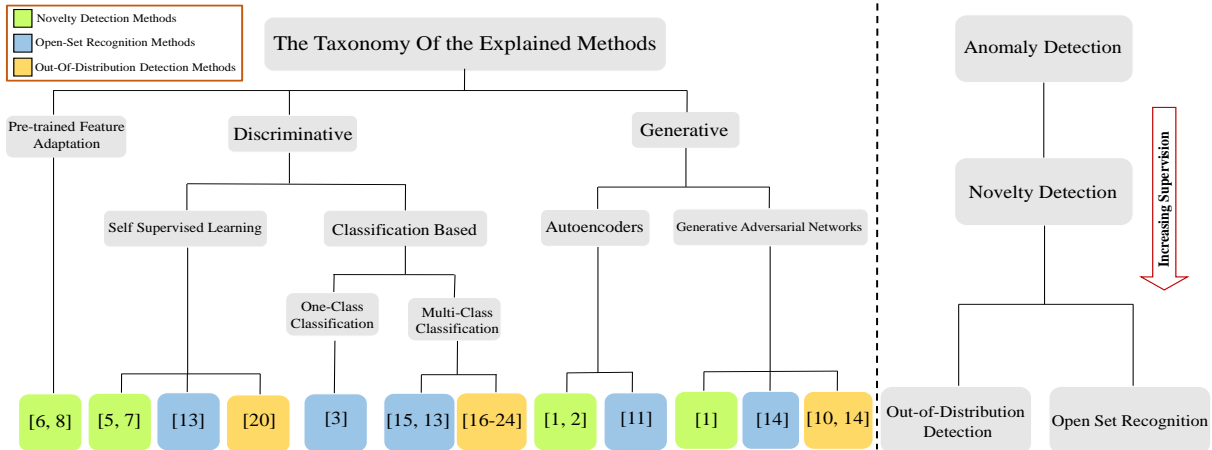 Novelty Detection Methods
Open-Set Recognition Methods
Out-Of-Distribution Detection Methods
The Taxonomy Of the Explained Methods
Pre-trained Feature
Adaptation
Discriminative
Generative
Self Supervised Learning
Classification Based
Autoencoders
Generative Adversarial Networks
One-Class
Classification
Multi-Class
Classification
[6, 8]
[5, 7]
[13]
[20]
[3]
[15, 13]
[16-24]
[1, 2]
[11]
[1]
[14]
[10, 14]
Anomaly Detection
Novelty Detection
Increasing Supervision
Out-of-Distribution
Detection
Open Set Recognition